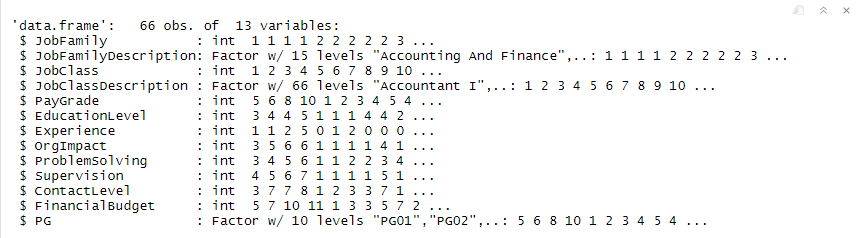 'data.frame':   66 obs. of  13 variables:
 $ JobFamily           : int  1 1 1 1 2 2 2 2 2 3 ...
 $ JobFamilyDescription: Factor w/ 15 levels "Accounting And Finance",..: 1 1 1 1 2 2 2 2 2 3 ...
 $ JobClass            : int  1 2 3 4 5 6 7 8 9 10 ...
 $ JobClassDescription : Factor w/ 66 levels "Accountant I",..: 1 2 3 4 5 6 7 8 9 10 ...
 $ PayGrade            : int  5 6 8 10 1 2 3 4 5 4 ...
 $ EducationLevel      : int  3 4 4 5 1 1 1 4 4 2 ...
 $ Experience          : int  1 1 2 5 0 1 2 0 0 0 ...
 $ OrgImpact           : int  3 5 6 6 1 1 1 1 4 1 ...
 $ ProblemSolving      : int  3 4 5 6 1 1 2 2 3 4 ...
 $ Supervision         : int  4 5 6 7 1 1 1 1 5 1 ...
 $ ContactLevel        : int  3 7 7 8 1 2 3 3 7 1 ...
 $ FinancialBudget     : int  5 7 10 11 1 3 3 5 7 2 ...
 $ PG                  : Factor w/ 10 levels "PG01","PG02",..: 5 6 8 10 1 2 3 4 5 4 ...